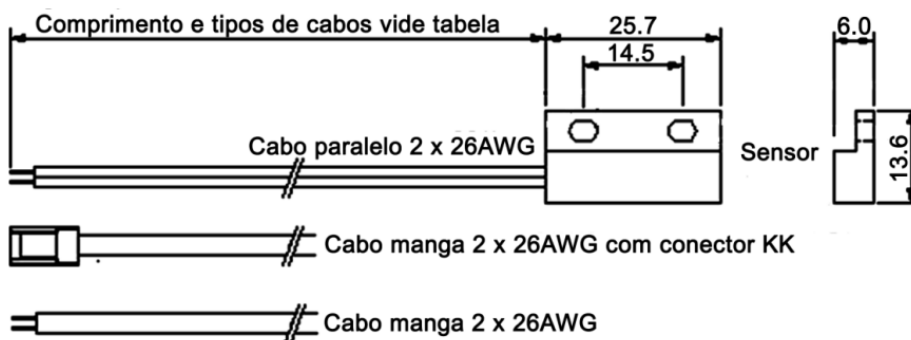 Comprimento e tipos de cabos vide tabela
25.7
6.0
14.5
Cabo paralelo 2 x 26AWG
Sensor
13.6
Cabo manga 2 x 26AWG com conector KK
Cabo manga 2 x 26AWG